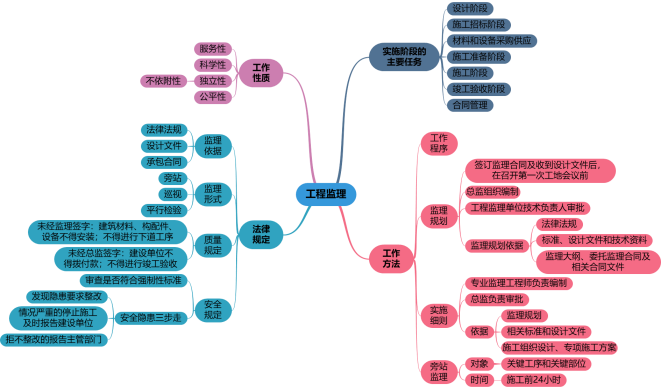 工程监理
工作
性质
服务性
科学性
独立性
不依附性
公平性
法律
规定
监理
依据
法律法规
设计文件
承包合同
监理
形式
旁站
巡视
平行检验
质量
规定
未经监理签字：建筑材料、构配件、
设备不得安装；不得进行下道工序
未经总监签字：建设单位不
得拨付款；不得进行竣工验收
安全
规定
审查是否符合强制性标准
安全隐患三步走
发现隐患要求整改
情况严重的停止施工
及时报告建设单位
拒不整改的报告主管部门
实施阶段的
主要任务
设计阶段
施工招标阶段
材料和设备采购供应
施工准备阶段
施工阶段
竣工验收阶段
合同管理
工作
方法
工作
程序
监理
规划
签订监理合同及收到设计文件后，
在召开第一次工地会议前
总监组织编制
工程监理单位技术负责人审批
监理规划依据
法律法规
标准、设计文件和技术资料
监理大纲、委托监理合同及
相关合同文件
实施
细则
专业监理工程师负责编制
总监负责审批
依据
监理规划
相关标准和设计文件
施工组织设计、专项施工方案
旁站
监理
对象
关键工序和关键部位
时间
施工前24小时